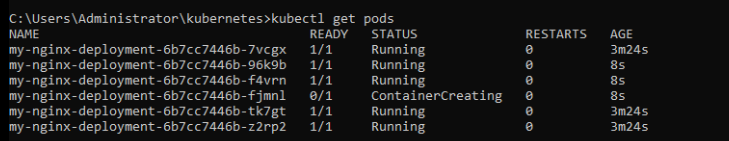 C:\Users\Administrator\kubernetes>kubectl get pods
NAME READY STATUS RESTARTS AGE
my-nginx-deployment-6b7cc7446b-7vcgx 1/1 Running 0 3m24s
my-nginx-deployment-6b7cc7446b-96k9b 1/1 Running 0 8s
my-nginx-deployment-6b7cc7446b-f4vrn 1/1 Running 0 8s
my-nginx-deployment-6b7cc7446b-fjmnl 0/1 ContainerCreating 0 8s
my-nginx-deployment-6b7cc7446b-tk7gt 1/1 Running 0 3m24s
my-nginx-deployment-6b7cc7446b-z2rp2 1/1 Running 0 3m24s